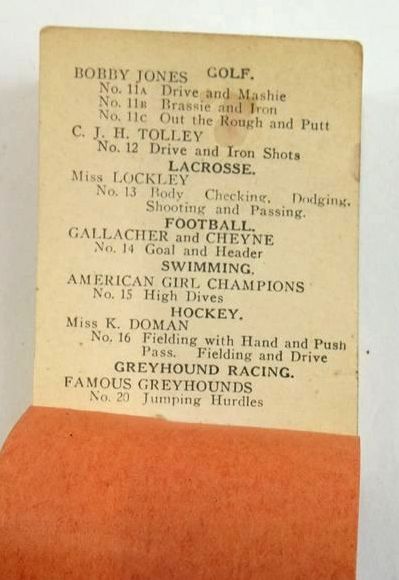 GOLF.
BOBBY JONES
No. 11A Drive and Mashie
No. 11B Brassie and Iron
No. 11C Out the Rough and Putt
C. J. H. TOLLEY
No. 12 Drive and Iron Shots
LACROSSE.
Miss LOCKLEY
No. 13 Body Checking, Dodging,
Shooting and Passing.
FOOTBALL.
GALLACHER and CHEYNE
No. 14 Goal and Header
SWIMMING.
AMERICAN GIRL CHAMPIONS
No. 15 High Dives
HOCKEY.
Miss K. DOMAN
No. 16 Fielding with Hand and Push
Pass. Fielding and Drive
GREYHOUND RACING.
FAMOUS GREYHOUNDS
No. 20 Jumping Hurdles